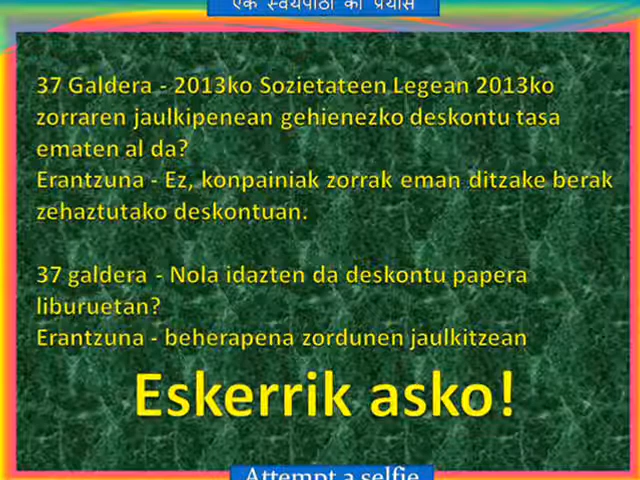 एक स्वयंपाठी का प्रयास
37 Galdera - 2013ko Sozietateen Legean 2013ko
zorraren jaulkipenean gehienezko deskontu tasa
ematen al da?
Erantzuna - Ez, konpainiak zorrak eman ditzake berak
zehaztutako deskontuan.
37 galdera - Nola idazten da deskontu papera
liburuetan?
Erantzuna - beherapena zordunen jaulkitzean
Eskerrik asko!
Attempt a selfie